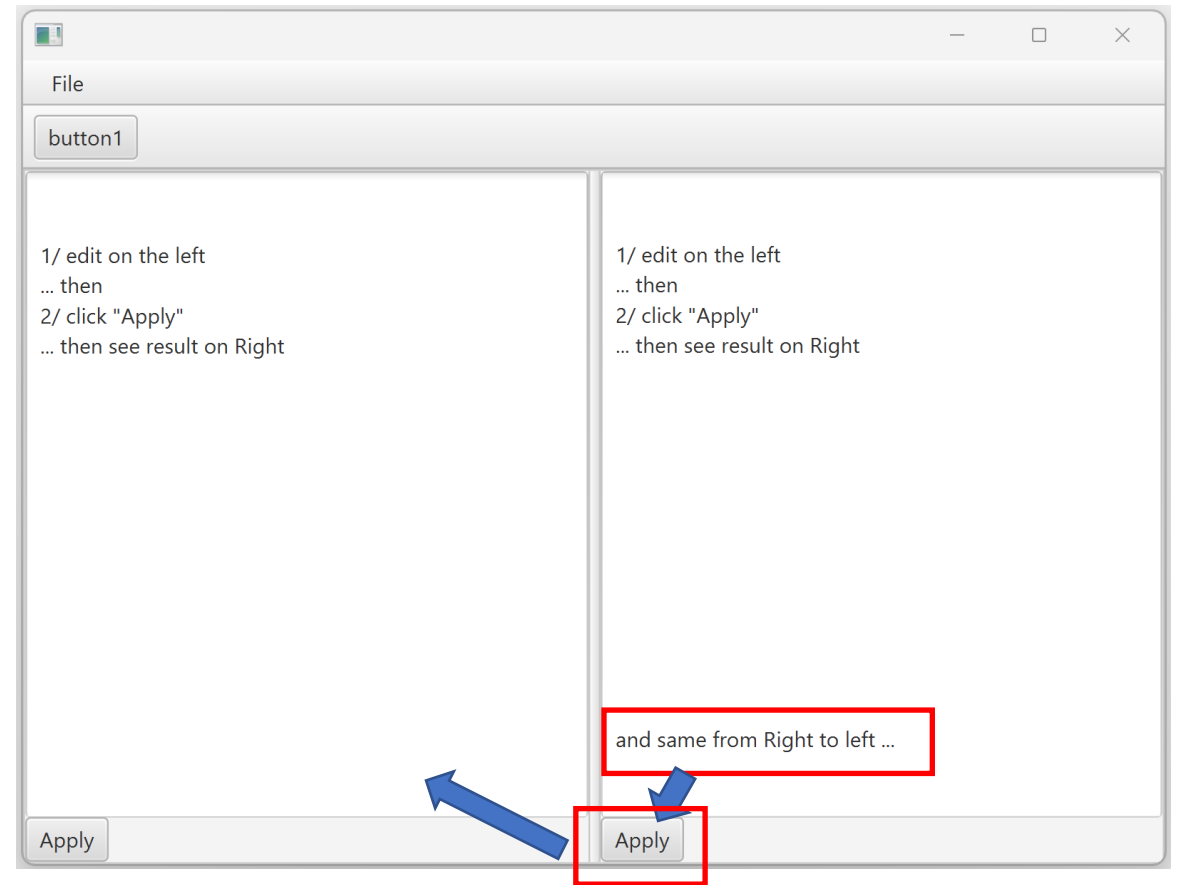 File
button1
1/ edit on the left
... then
2/ click "Apply"
... then see result on Right
Apply
1/ edit on the left
... then
2/ click "Apply"
... then see result on Right
and same from Right to left ...
Apply